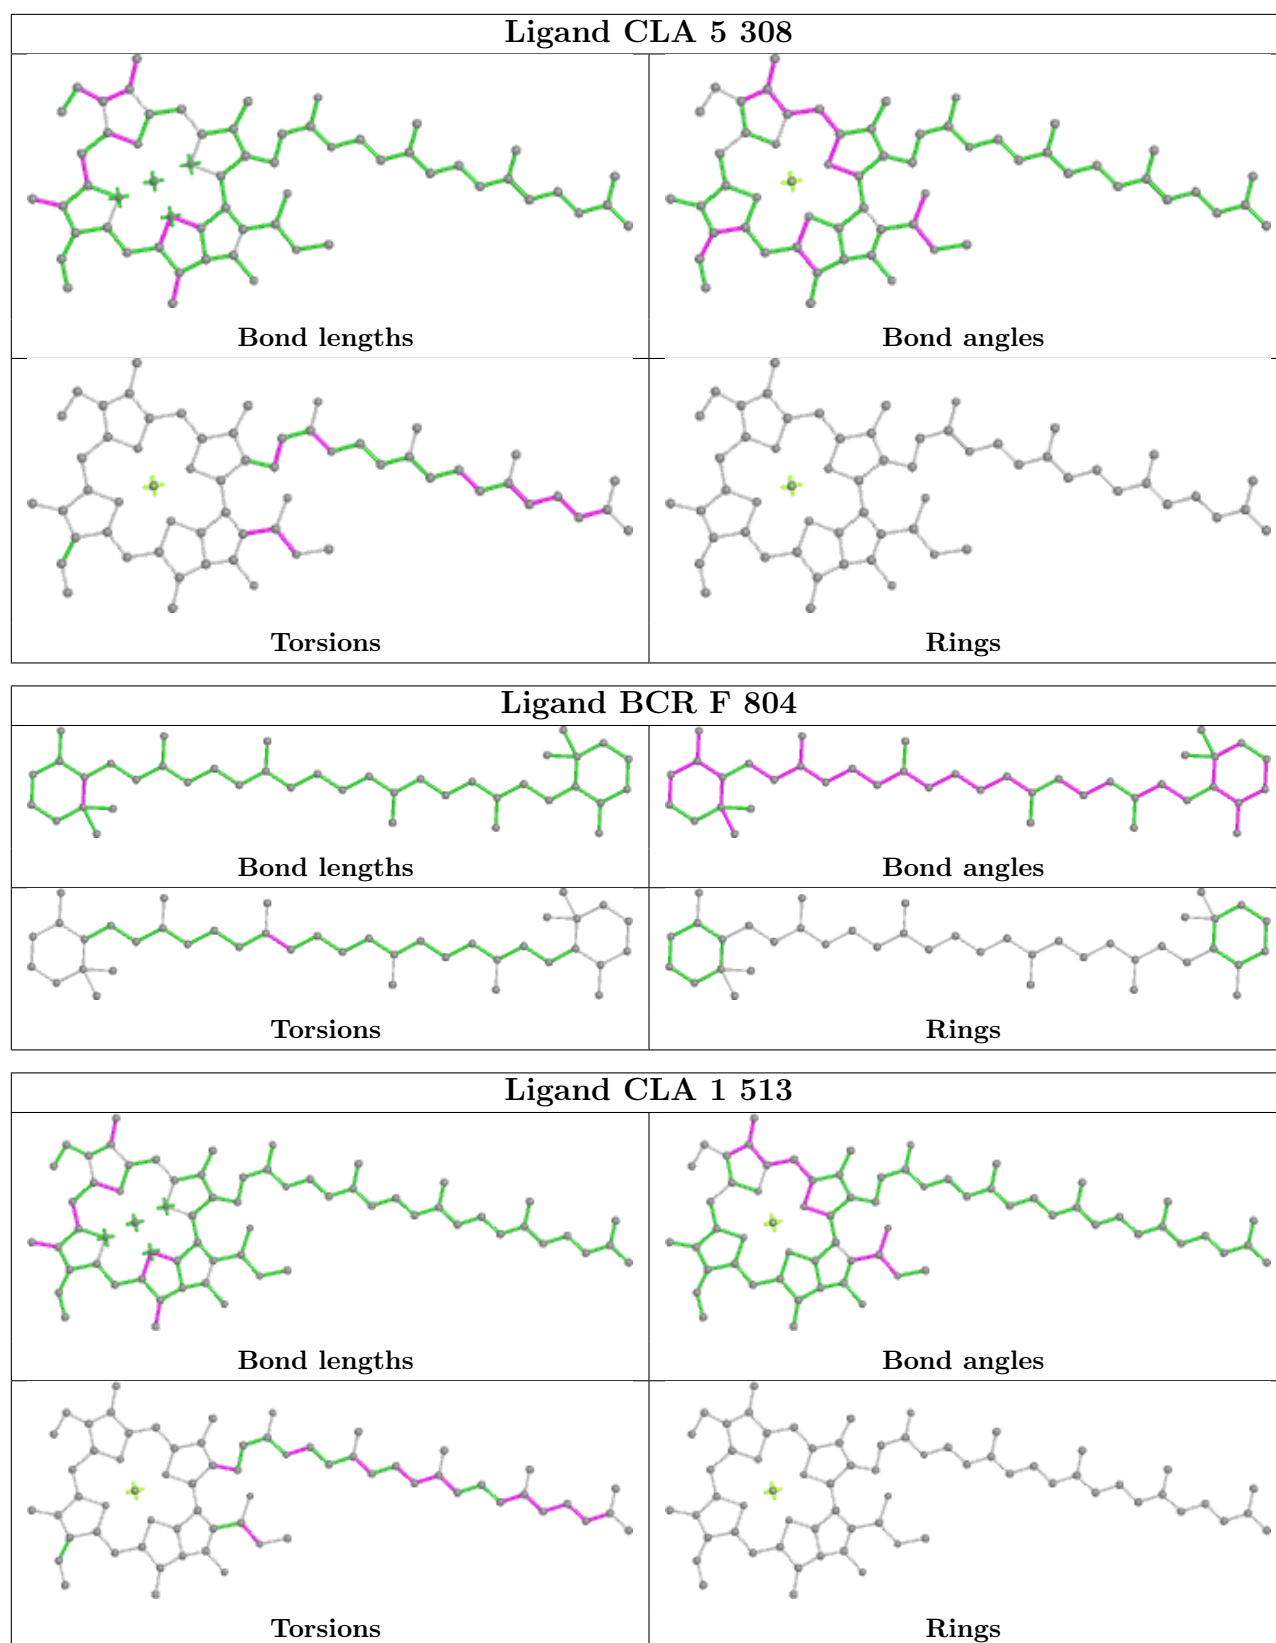 Ligand CLA 5 308
Bond lengths
Bond angles
Torsions
Rings
Ligand BCR F 804
Bond lengths
Bond angles
Torsions
Rings
Ligand CLA 1 513
Bond lengths
Bond angles
Torsions
Rings